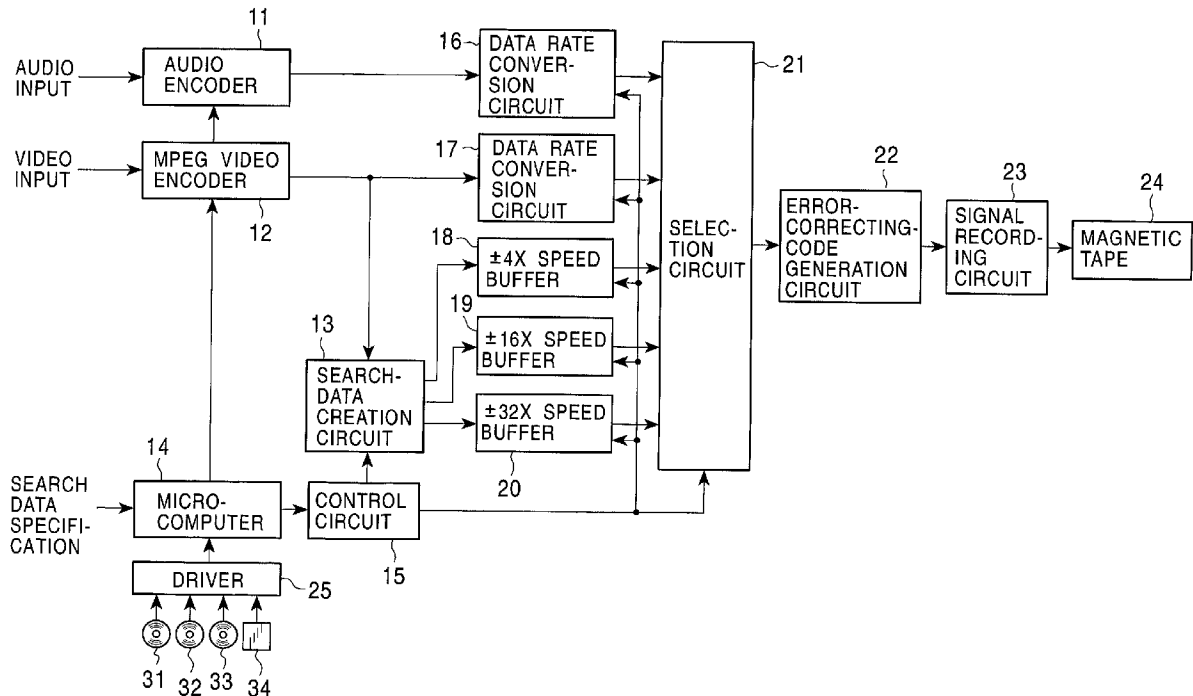 11
AUDIO
INPUT
AUDIO
ENCODER
16
DATA RATE
CONVER-
SION
CIRCUIT
21
VIDEO
INPUT
MPEG VIDEO
ENCODER
12
17
DATA RATE
CONVER-
SION
CIRCUIT
18
±4X SPEED
BUFFER
19
±16X SPEED
BUFFER
±32X SPEED
BUFFER
20
SELEC-
TION
CIRCUIT
22
ERROR-
CORRECTING-
CODE
GENERATION
CIRCUIT
23
SIGNAL
RECORD-
ING
CIRCUIT
24
MAGNETIC
TAPE
13
SEARCH-
DATA
CREATION
CIRCUIT
14
SEARCH
DATA
SPECIFI-
CATION
MICRO-
COMPUTER
CONTROL
CIRCUIT
15
DRIVER
25
31
32
33
34